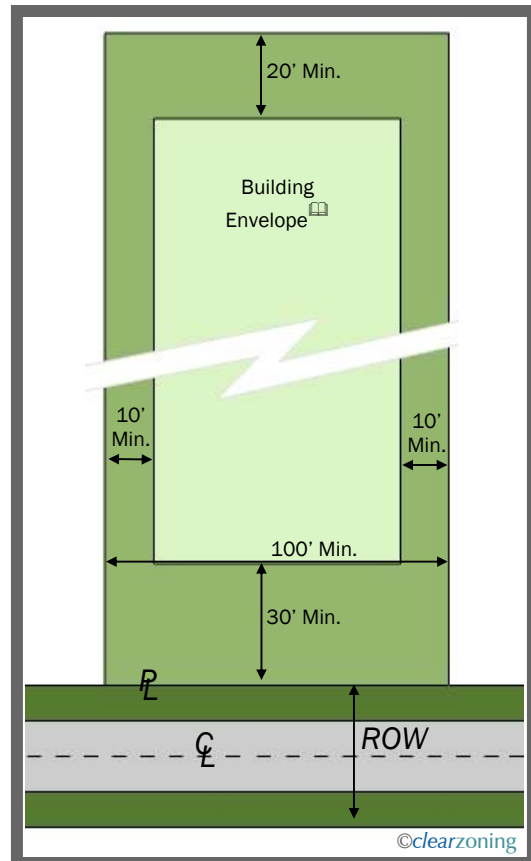 20’ Min.
Building
Envelope
10’
Min.
10’
Min.
100’ Min.
30’ Min.
PL
CL
ROW
©clearzoning